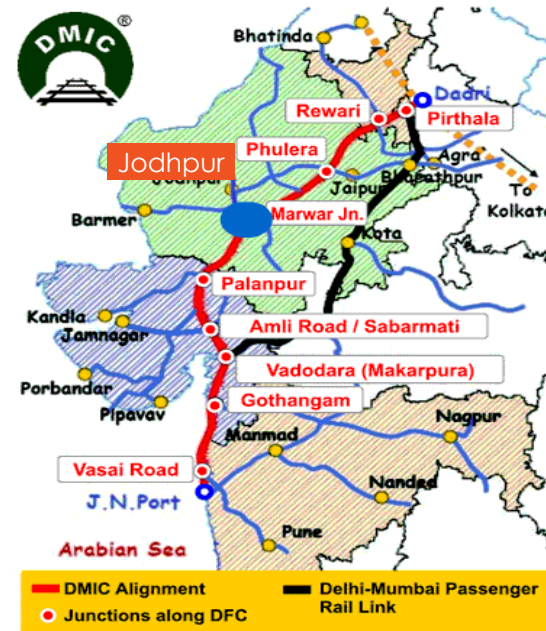 DMIC
®
Bhatinda
Dadri
Rewari
Pirthala
Phulera
Jodhpur
Jodhpur
Jaipur
Agra
Bharathpur
To
Kolkata
Barmer
Marwar Jn.
Kota
Palanpur
Kandla
Jamnagar
Amli Road / Sabarmati
Vadodara (Makarpura)
Porbandar
Pipavav
Gothangam
Nagpur
Manmad
Vasai Road
Nanded
J.N.Port
Pune
Arabian Sea
DMIC Alignment
Delhi-Mumbai Passenger
Rail Link
Junctions along DFC